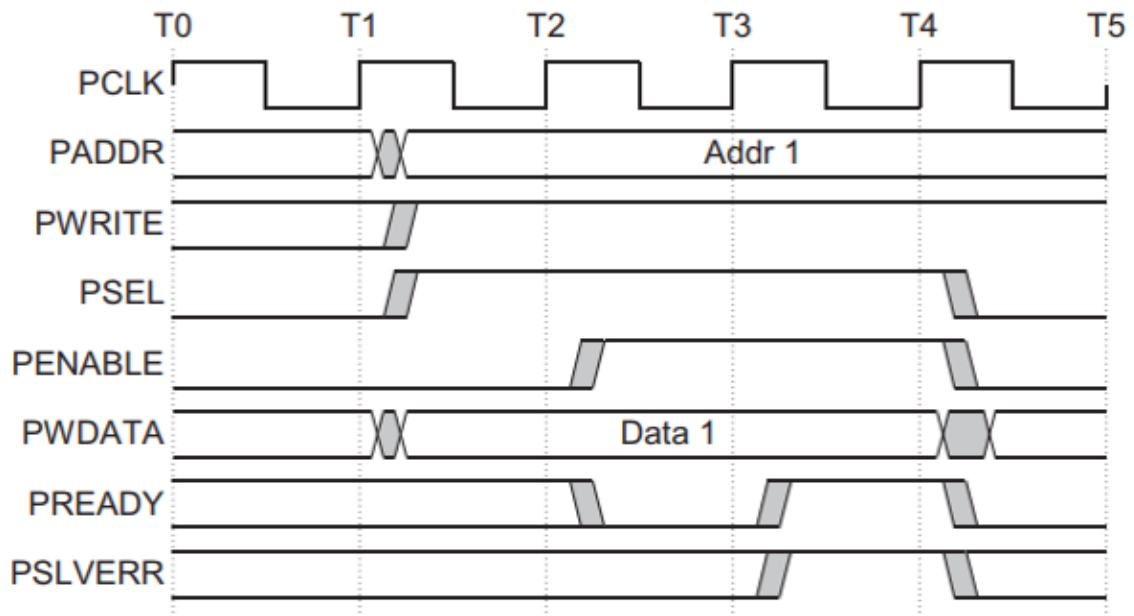 T0 T1 T2 T3 T4 T5
PCLK
PADDR Addr 1
PWRITE
PSEL
PENABLE
PWDATA Data 1
PREADY
PSLVERR